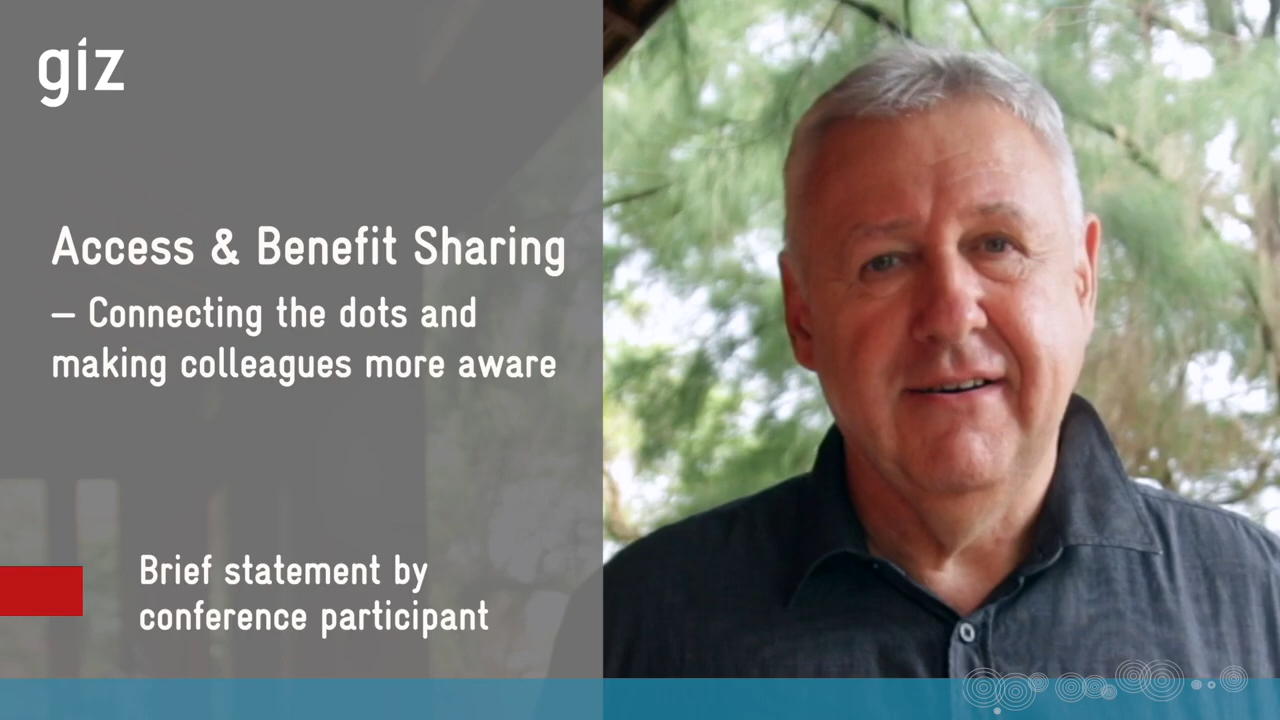 giz
Access & Benefit Sharing
– Connecting the dots and
making colleagues more aware
Brief statement by
conference participant